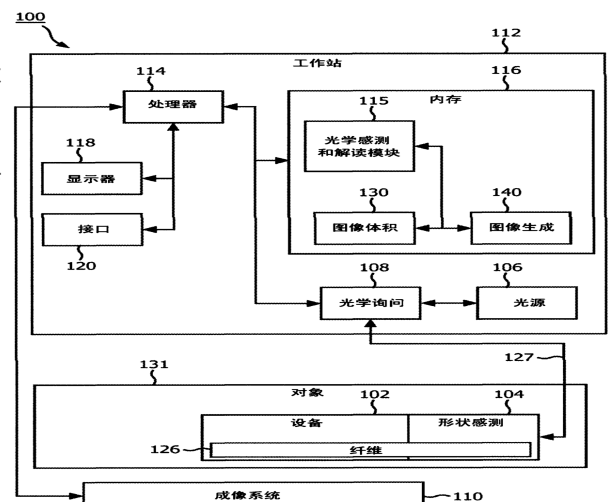 100
112
工作站
114
处理器
116
内存
115
光学感测
和解读模块
118
显示器
130
图像体积
140
图像生成
接口
120
108
光学询问
106
光源
127
131
对象
102
设备
104
形状感测
126
纤维
成像系统
110